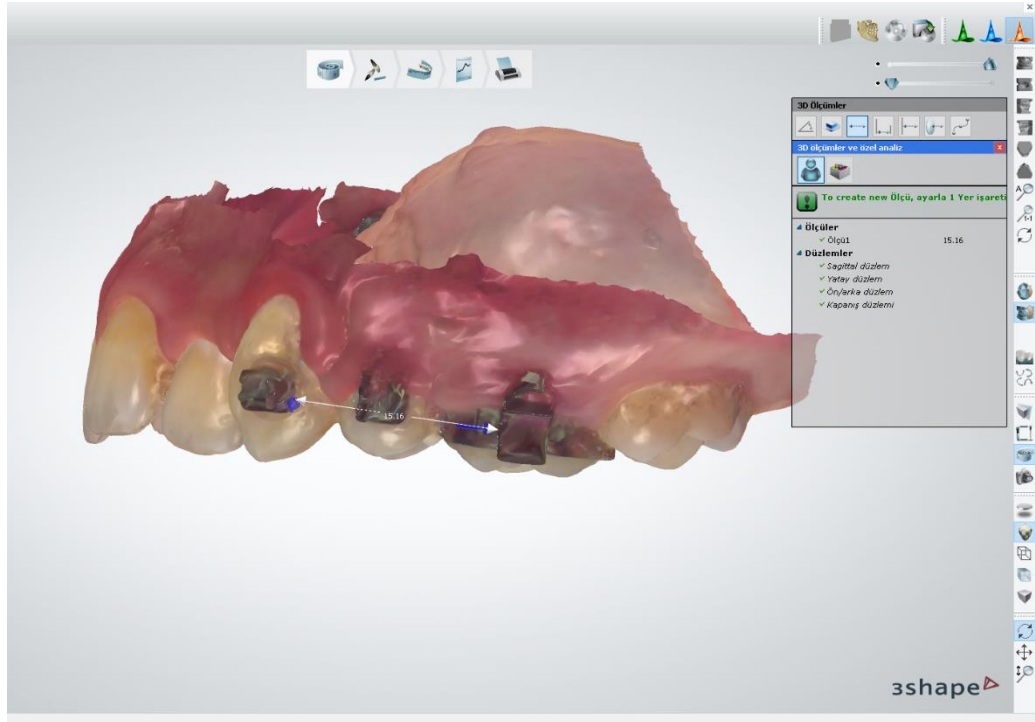 3D Ölçümler
3D ölçümler ve özel analiz
To create new Ölçü, ayarla 1 Yer işareti
Ölçüler
Ölçü1 15.16
Düzlemler
Sagittal düzlem
Yatay düzlem
Ön/arka düzlem
Kapanış düzlemi
15.16
3shape